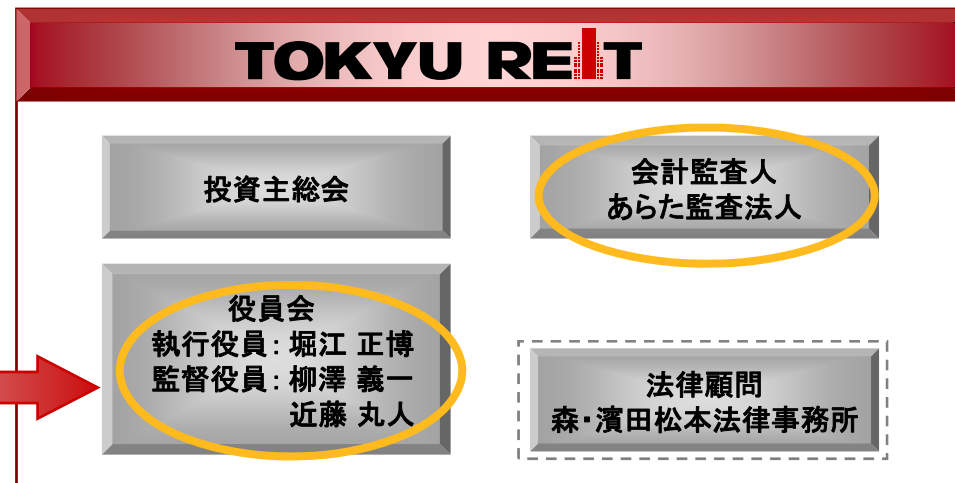 TOKYU REIT
投資主総会
会計監査人
あらた監査法人
役員会
執行役員：堀江 正博
監督役員：柳澤 義一
近藤 丸人
法律顧問
森・濱田松本法律事務所